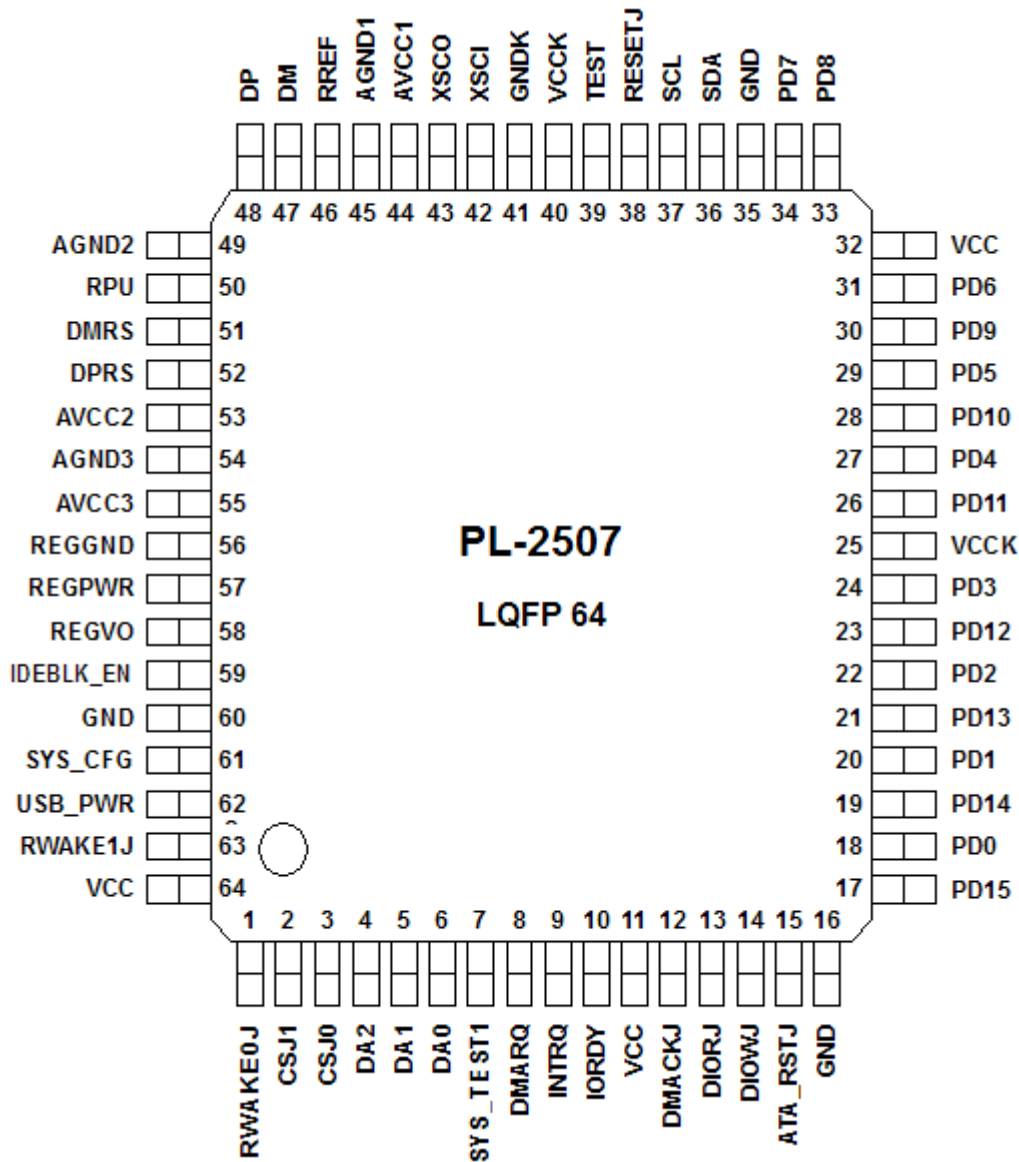 DP DM RREF AGND1 AVCC1 XSCO XSCI GNDK VCCK TEST RESETJ SCL SDA GND PD7 PD8
48 47 46 45 44 43 42 41 40 39 38 37 36 35 34 33
AGND2 49 32 VCC
RPU 50 31 PD6
DMRS 51 30 PD9
DPRS 52 29 PD5
AVCC2 53 28 PD10
AGND3 54 27 PD4
AVCC3 55 26 PD11
REGGND 56 PL-2507 25 VCCK
REGPWR 57 24 PD3
LQFP 64
REGVO 58 23 PD12
IDEBLK_EN 59 22 PD2
GND 60 21 PD13
SYS_CFG 61 20 PD1
USB_PWR 62 19 PD14
RWAKE1J 63 18 PD0
VCC 64 17 PD15
1 2 3 4 5 6 7 8 9 10 11 12 13 14 15 16
RWAKE0J CSJ1 CSJ0 DA2 DA1 DA0 SYS_TEST1 DMARQ INTRQ IORDY VCC DMACKJ DIORJ DIOWJ ATA_RSTJ GND